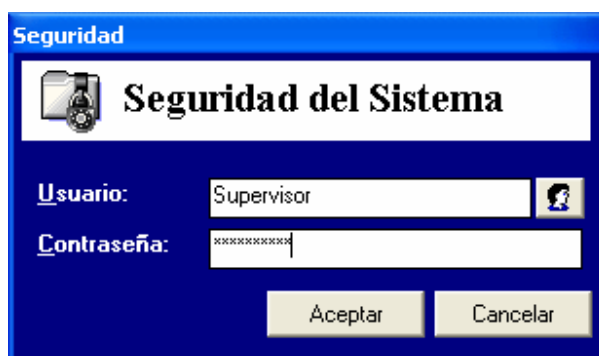 Seguridad
Seguridad del Sistema
Usuario: Supervisor
Contraseña: **********
Aceptar Cancelar